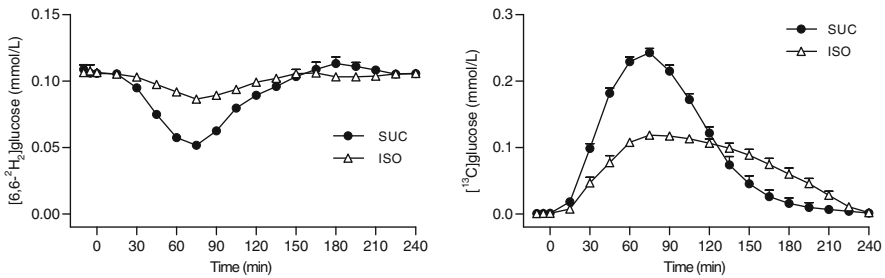 0.15
0.10
0.05
0.00
[6,6-²H₂]glucose (mmol/L)
SUC
ISO
0 30 60 90 120 150 180 210 240
Time (min)
0.3
0.2
0.1
0.0
[¹³C]glucose (mmol/L)
SUC
ISO
0 30 60 90 120 150 180 210 240
Time (min)